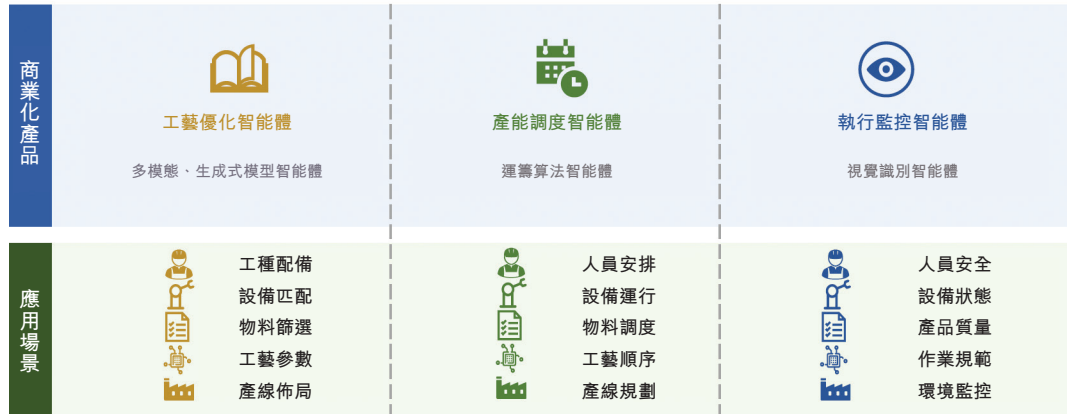 商業化產品
工藝優化智能體
多模態、生成式模型智能體
產能調度智能體
運籌算法智能體
執行監控智能體
視覺識別智能體
應用場景
工種配備
設備匹配
物料篩選
工藝參數
產線佈局
人員安排
設備運行
物料調度
工藝順序
產線規劃
人員安全
設備狀態
產品質量
作業規範
環境監控